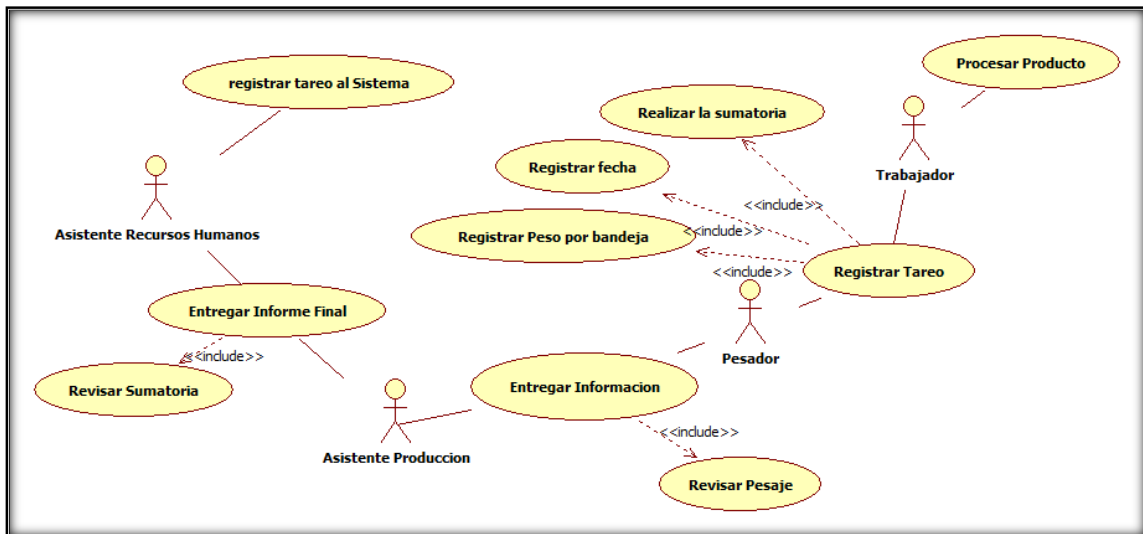 Procesar Producto
registrar tareo al Sistema
Realizar la sumatoria
Registrar fecha
Trabajador
<<include>>
Asistente Recursos Humanos
Registrar Peso por bandeja
<<include>>
Registrar Tareo
<<include>>
Entregar Informe Final
Pesador
<<include>>
Revisar Sumatoria
Entregar Informacion
<<include>>
Asistente Produccion
Revisar Pesaje